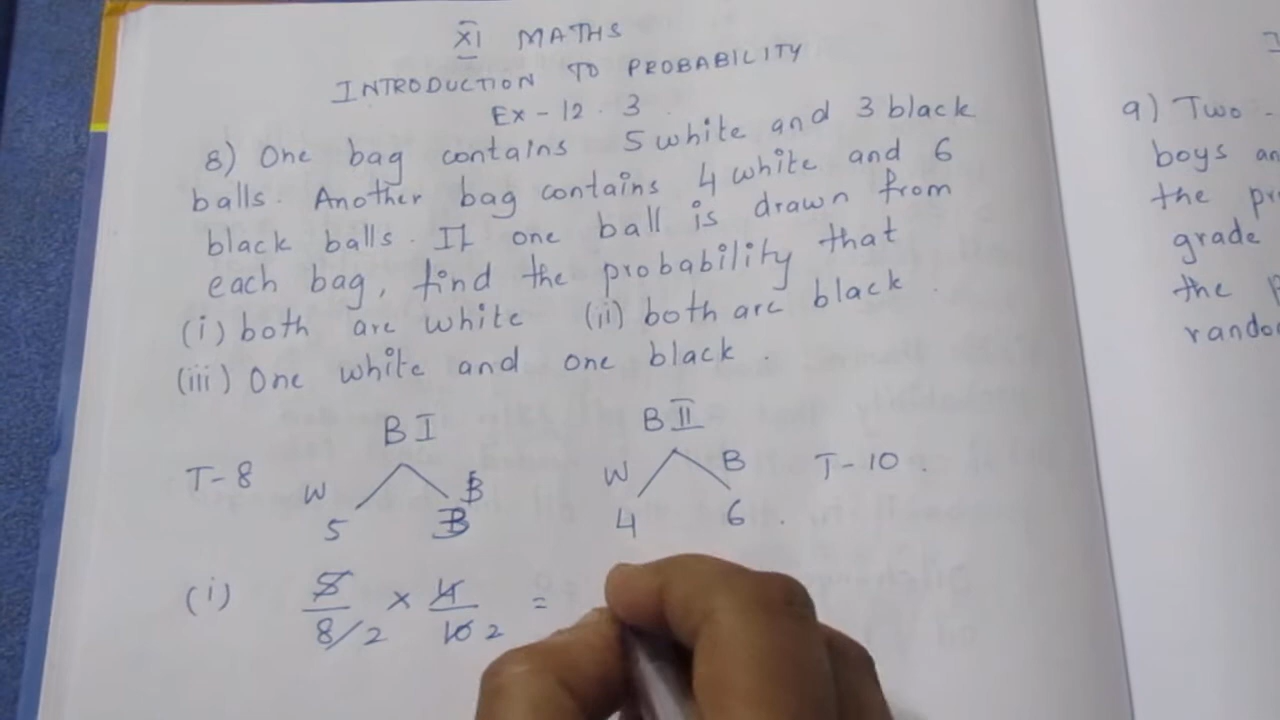 XI MATHS
INTRODUCTION TO PROBABILITY
Ex - 12.3
8) One bag contains 5 white and 3 black
balls. Another bag contains 4 white and 6
black balls. If one ball is drawn from
each bag, find the probability that
(i) both are white (ii) both are black.
(iii) One white and one black.
B I B II
T-8 W B W B T-10.
5 3 4 6.
(i) 5/8/2 × 4/10 2 =
9) Two
boys an
the pr
grade
the p
rando